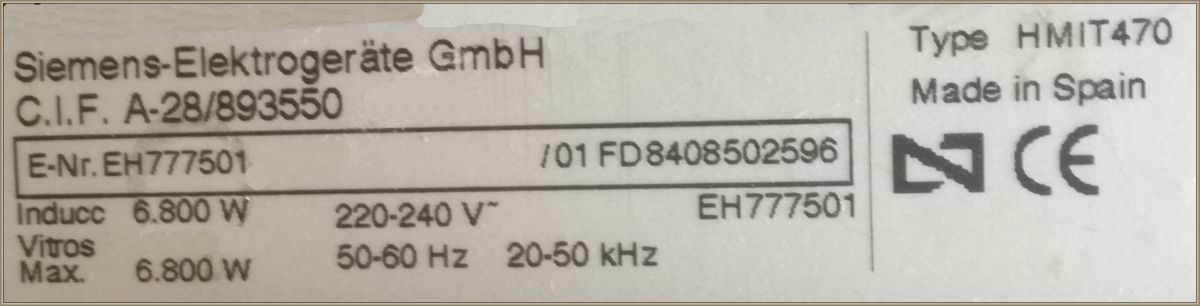 Siemens-Elektrogeräte GmbH
C.I.F. A-28/893550
E-Nr. EH777501 /01 FD8408502596
Inducc 6.800 W 220-240 V~ EH777501
Vitros
Max. 6.800 W 50-60 Hz 20-50 kHz
Type HMIT470
Made in Spain
N CE